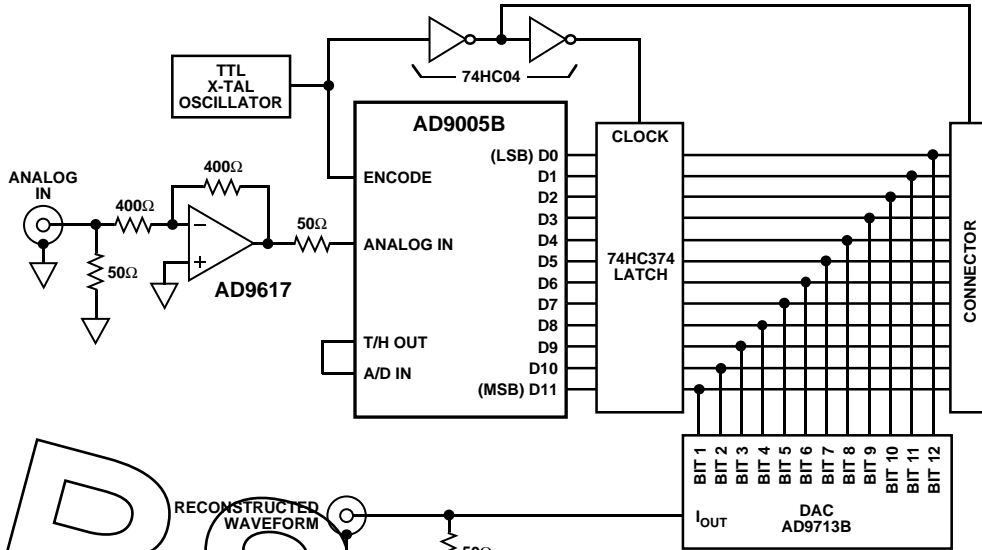 TTL
X-TAL
OSCILLATOR
74HC04
AD9005B
CLOCK
(LSB) D0
D1
D2
D3
D4
D5
D6
D7
D8
D9
D10
(MSB) D11
ENCODE
ANALOG IN
T/H OUT
A/D IN
ANALOG
IN
400Ω
400Ω
50Ω
50Ω
−
+
AD9617
74HC374
LATCH
CONNECTOR
BIT 1
BIT 2
BIT 3
BIT 4
BIT 5
BIT 6
BIT 7
BIT 8
BIT 9
BIT 10
BIT 11
BIT 12
RECONSTRUCTED
WAVEFORM
IOUT
DAC
AD9713B
50Ω